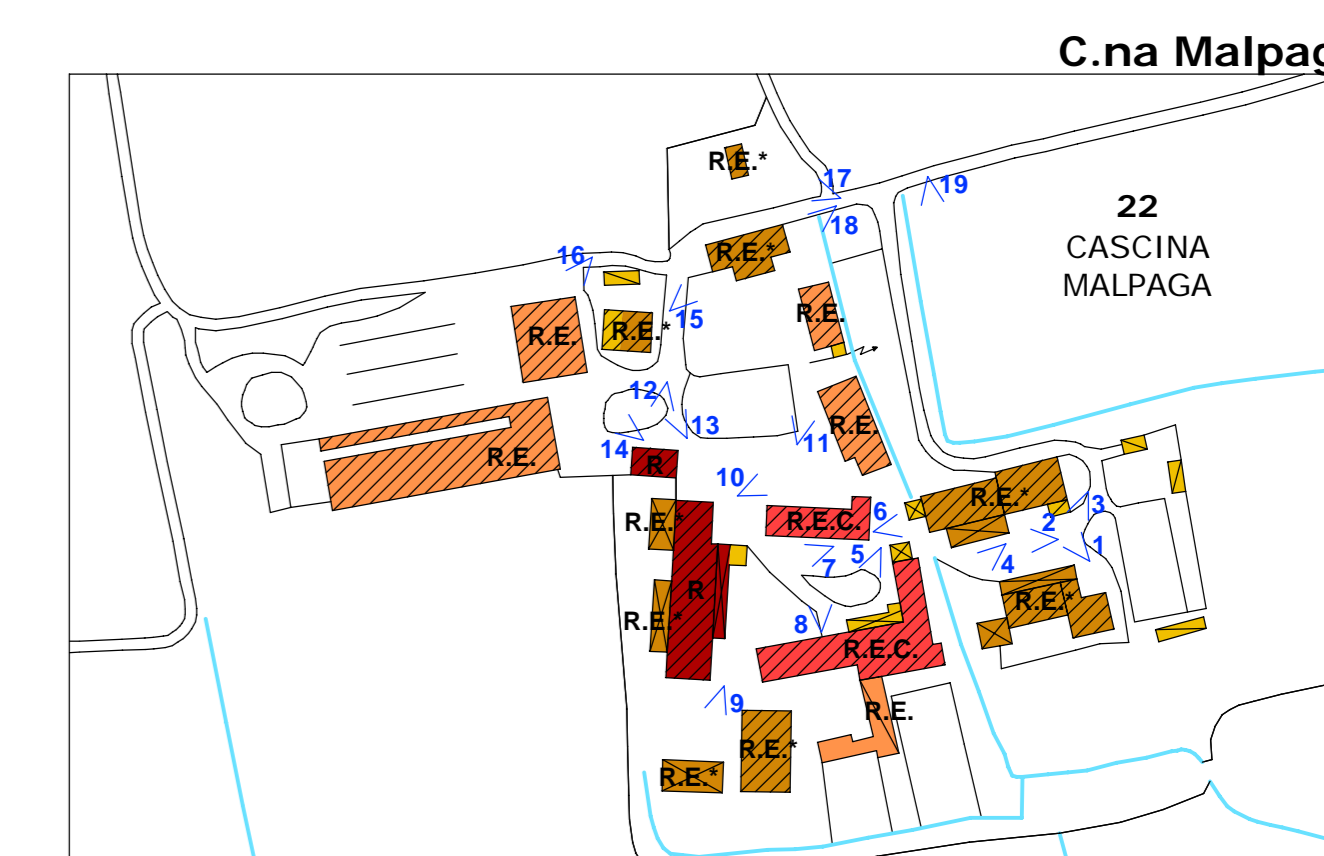 C.na Malpag
R.E.*
17
19
18
22
CASCINA
MALPAGA
16
R.E.*
15
R.E.
R.E.
R.E.*
12
13
14
11
R.E.
R.E.
R
10
R.E.*
R.E.*
R.E.C.
6
3
2
1
5
4
7
R
R.E.*
R.E.*
8
R.E.C.
9
R.E.
R.E.*
R.E.*